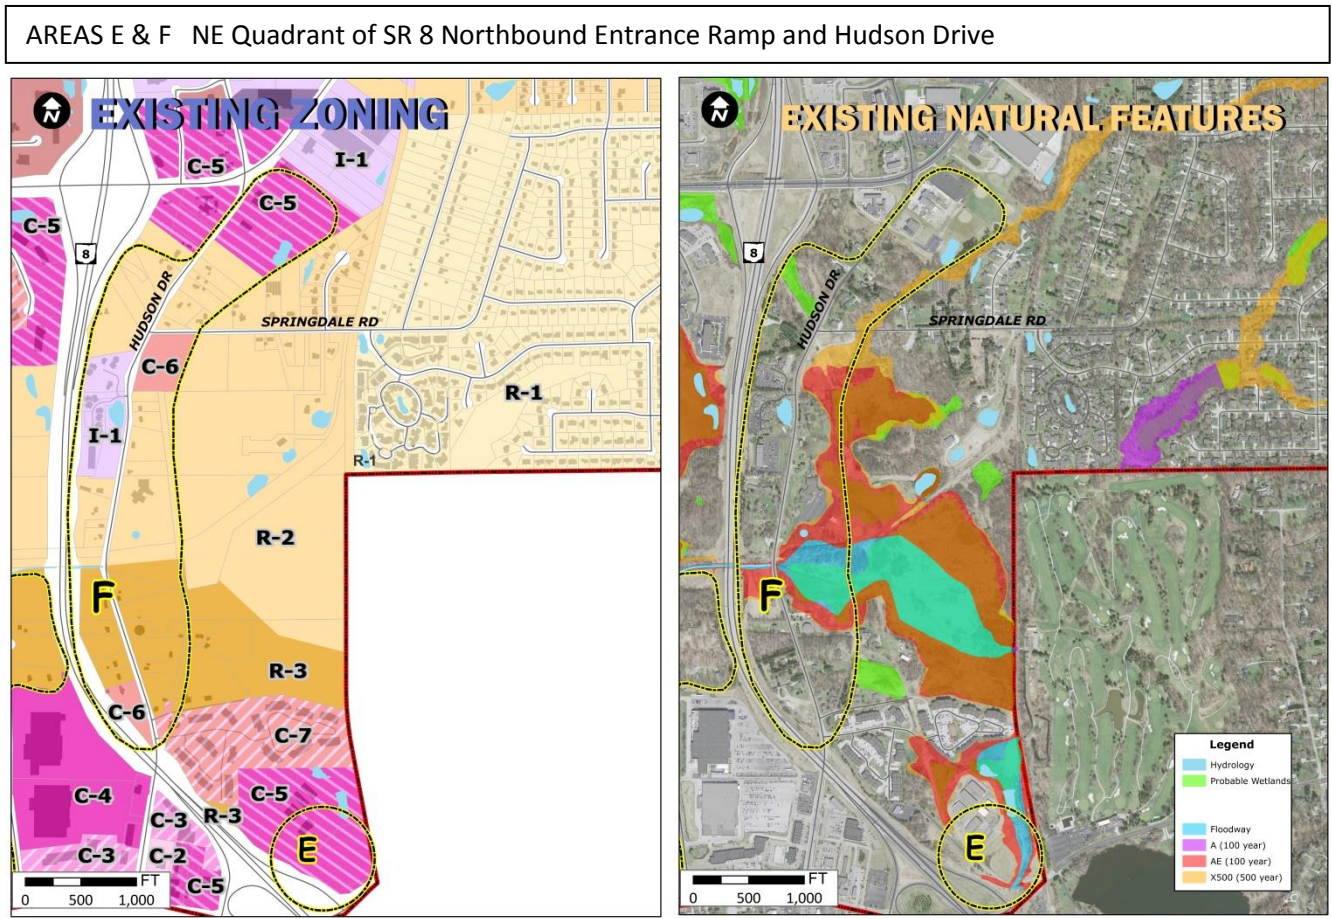 AREAS E & F NE Quadrant of SR 8 Northbound Entrance Ramp and Hudson Drive
N
EXISTING ZONING
C-5
I-1
C-5
C-5
8
HUDSON DR
SPRINGDALE RD
C-6
R-1
I-1
R-1
R-2
F
R-3
C-6
C-7
C-4
C-5
C-3
R-3
E
C-3
C-2
C-5
FT
0 500 1,000
N
EXISTING NATURAL FEATURES
8
HUDSON DR
SPRINGDALE RD
F
E
Legend
Hydrology
Probable Wetlands
Floodway
A (100 year)
AE (100 year)
X500 (500 year)
FT
0 500 1,000